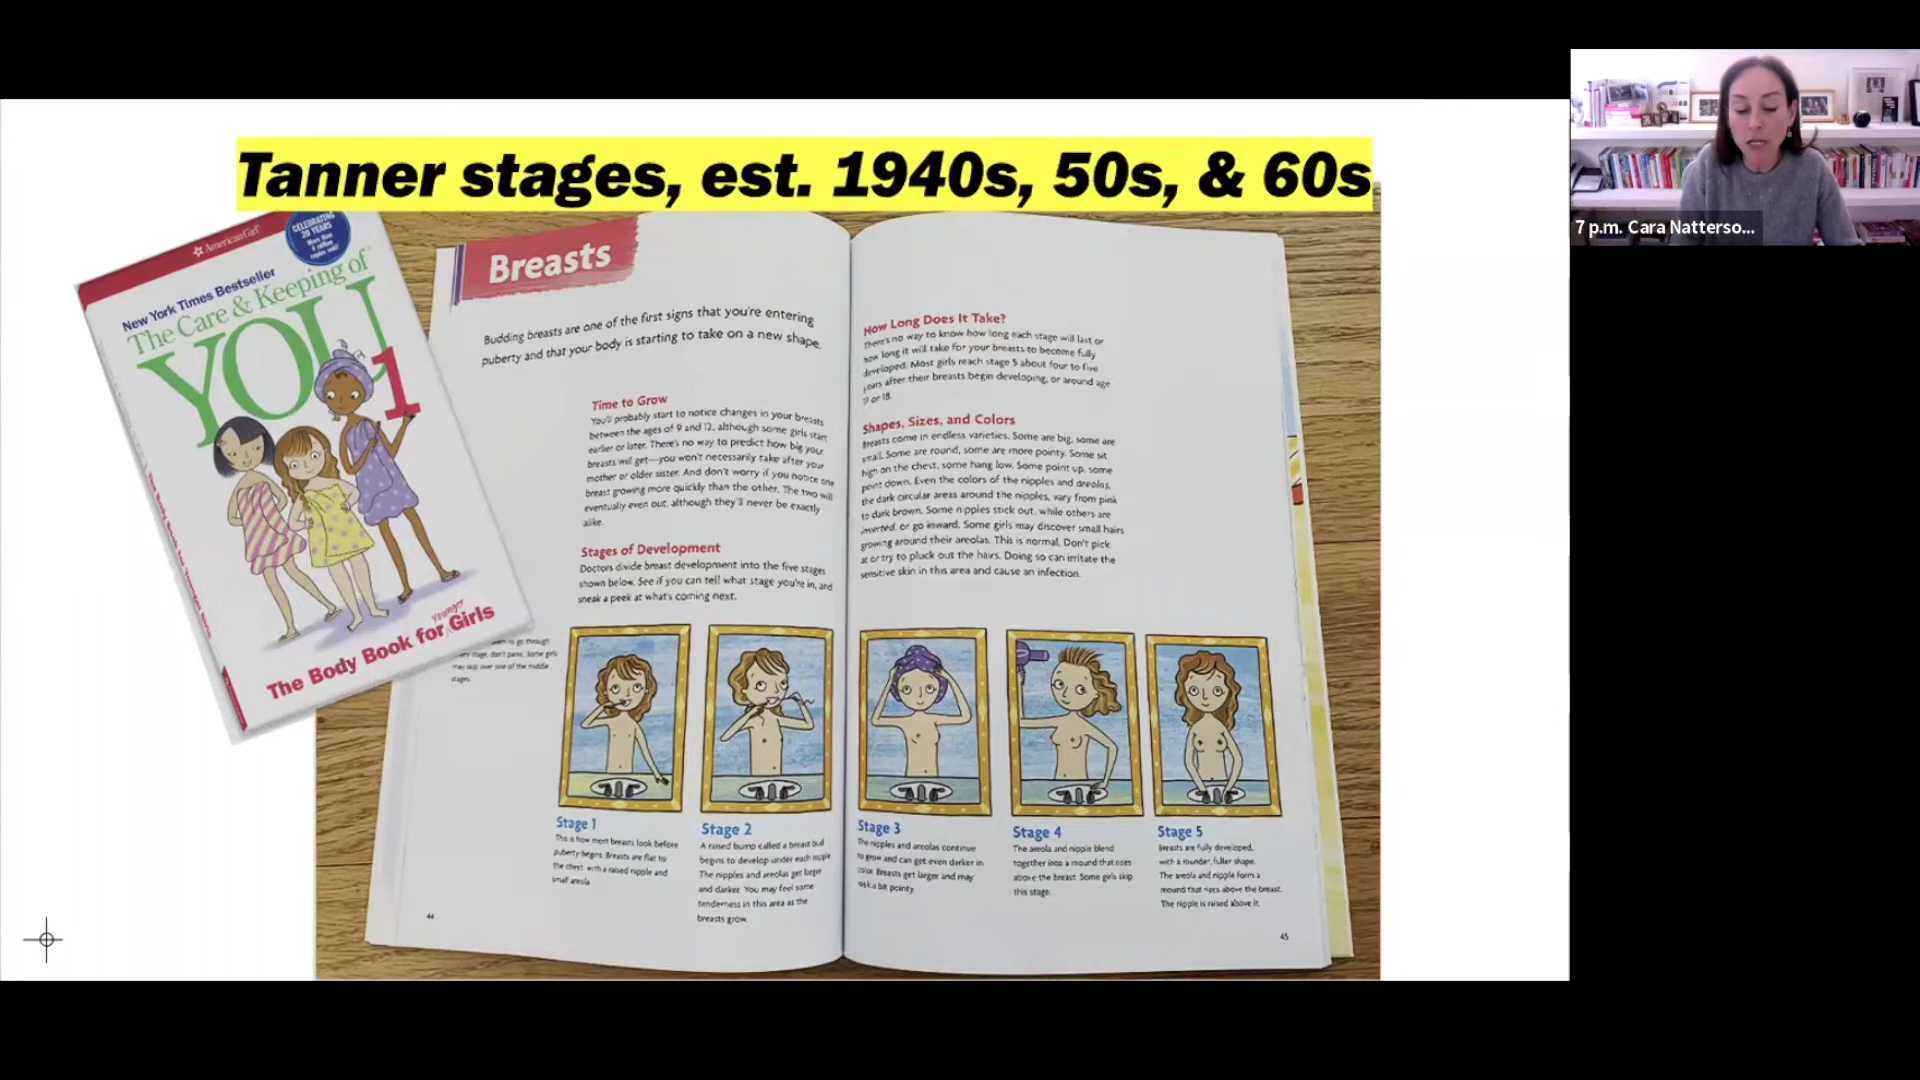 Tanner stages, est. 1940s, 50s, & 60s
7 p.m. Cara Natterso...
AmericanGirl
CELEBRATING
20 YEARS
New York Times Bestseller
The Care & Keeping of
YOU
1
The Body Book for Younger Girls
Breasts
Budding breasts are one of the first signs that you're entering
puberty and that your body is starting to take on a new shape.
Time to Grow
You'll probably start to notice changes in your breasts
between the ages of 9 and 12, although some girls start
earlier or later. There's no way to predict how big your
breasts will get—you won't necessarily take after your
mother or older sister. And don't worry if you notice one
breast growing more quickly than the other. The two will
eventually even out, although they'll never be exactly
alike.
Stages of Development
Doctors divide breast development into the five stages
shown below. See if you can tell what stage you're in, and
sneak a peek at what's coming next.
to go through
stage, don't panic. Some girls
may skip over one of the middle
stages.
Stage 1
This is how most breasts look before
puberty begins. Breasts are flat to
the chest, with a raised nipple and
small areola.
Stage 2
A raised bump called a breast bud
begins to develop under each nipple.
The nipples and areolas get larger
and darker. You may feel some
tenderness in this area as the
breasts grow.
44
How Long Does It Take?
There's no way to know how long each stage will last or
how long it will take for your breasts to become fully
developed. Most girls reach stage 5 about four to five
years after their breasts begin developing, or around age
17 or 18.
Shapes, Sizes, and Colors
Breasts come in endless varieties. Some are big, some are
small. Some are round, some are more pointy. Some sit
high on the chest, some hang low. Some point up, some
point down. Even the colors of the nipples and areolas,
the dark circular areas around the nipples, vary from pink
to dark brown. Some nipples stick out, while others are
inverted, or go inward. Some girls may discover small hairs
growing around their areolas. This is normal. Don't pick
at or try to pluck out the hairs. Doing so can irritate the
sensitive skin in this area and cause an infection.
Stage 3
The nipples and areolas continue
to grow and can get even darker in
color. Breasts get larger and may
look a bit pointy.
Stage 4
The areola and nipple blend
together into a mound that rises
above the breast. Some girls skip
this stage.
Stage 5
Breasts are fully developed,
with a rounder, fuller shape.
The areola and nipple form a
mound that rises above the breast.
The nipple is raised above it.
45